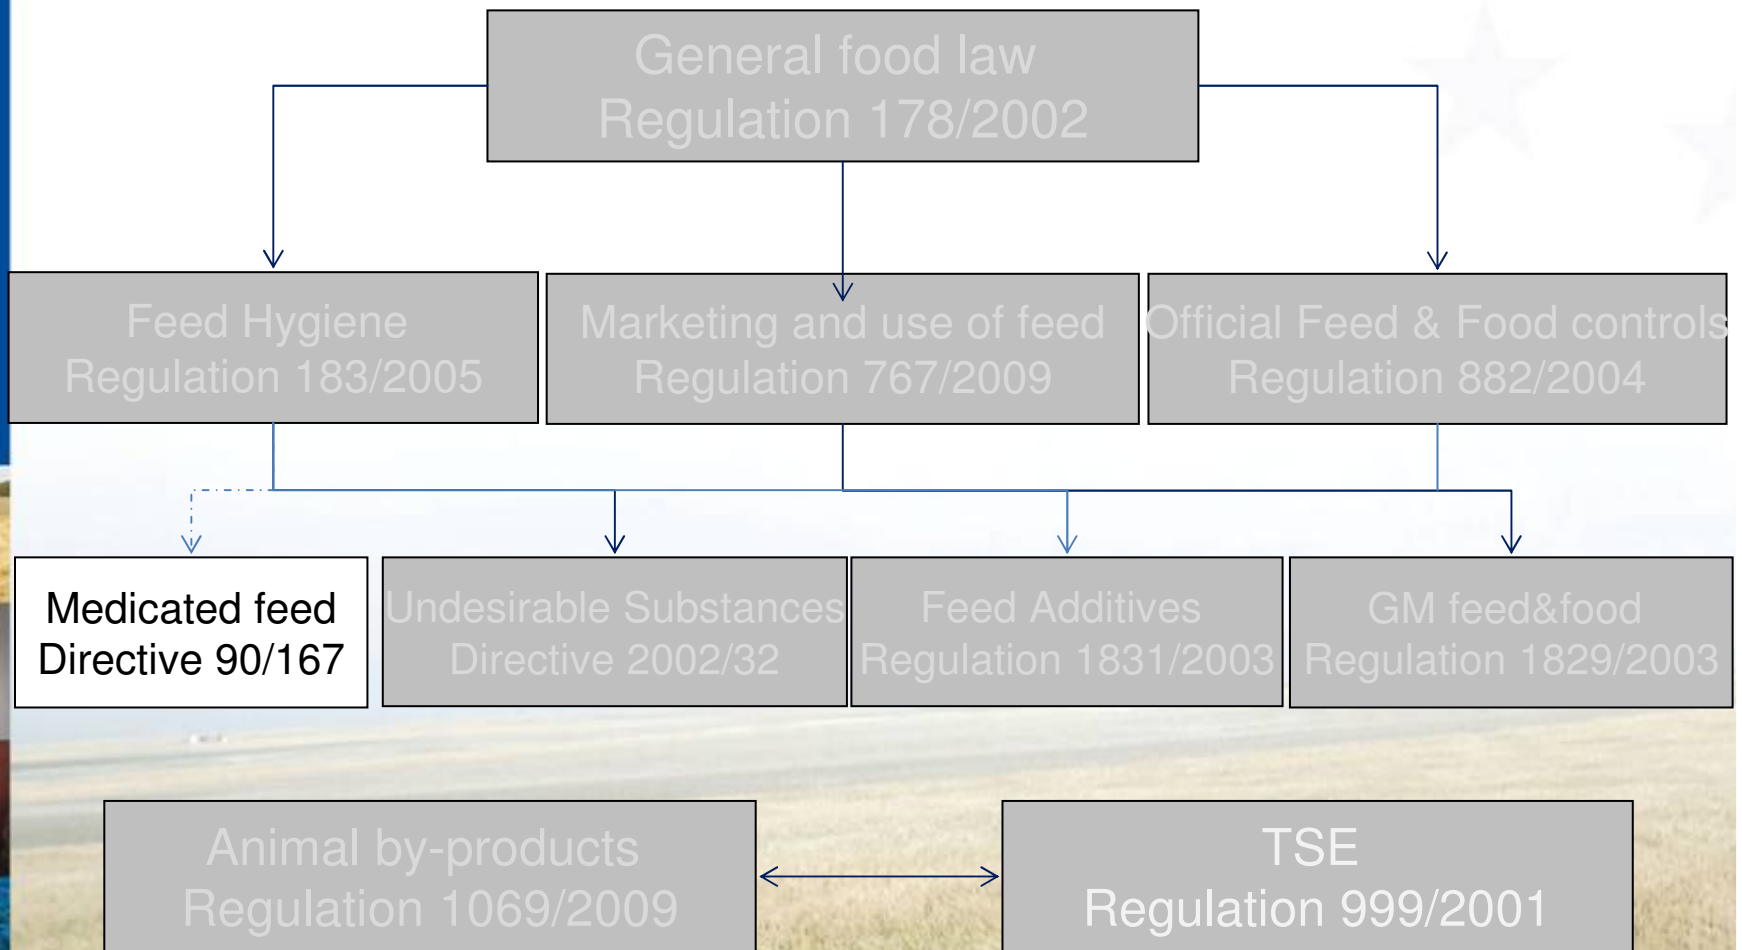 General food law
Regulation 178/2002
Feed Hygiene
Regulation 183/2005
Marketing and use of feed
Regulation 767/2009
Official Feed & Food controls
Regulation 882/2004
Medicated feed
Directive 90/167
Undesirable Substances
Directive 2002/32
Feed Additives
Regulation 1831/2003
GM feed&food
Regulation 1829/2003
Animal by-products
Regulation 1069/2009
TSE
Regulation 999/2001